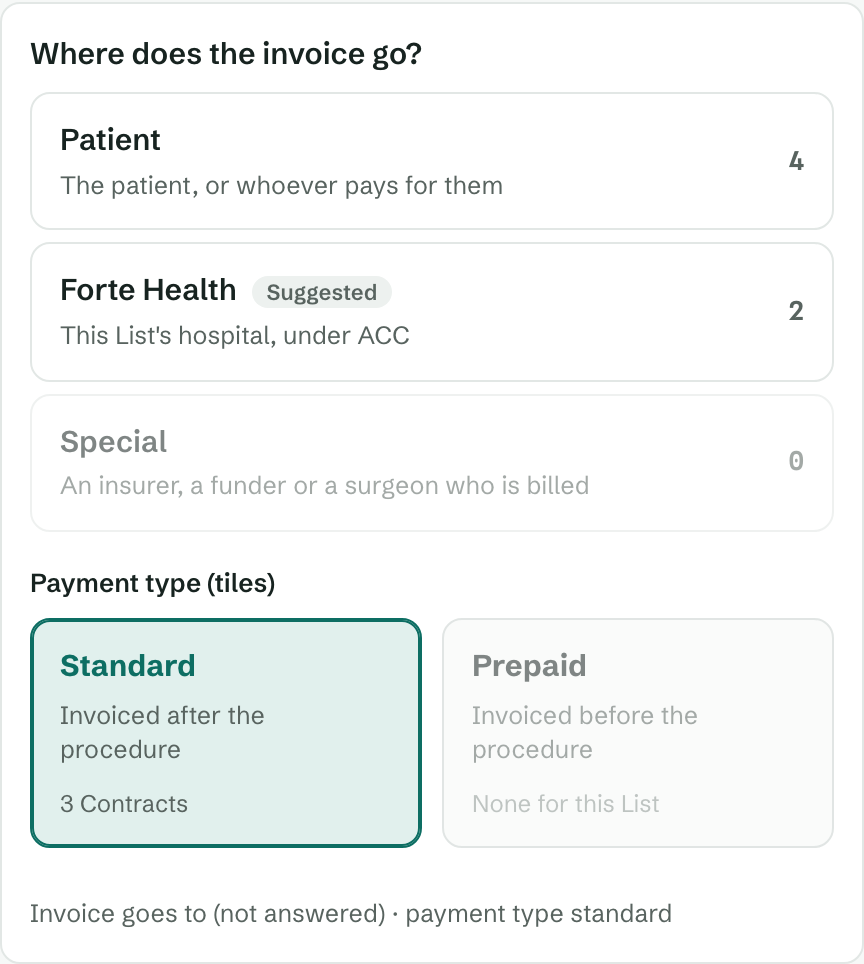 Where does the invoice go?
Patient
The patient, or whoever pays for them
4
Forte Health
Suggested
This List's hospital, under ACC
2
Special
An insurer, a funder or a surgeon who is billed
0
Payment type (tiles)
Standard
Invoiced after the
procedure
3 Contracts
Prepaid
Invoiced before the
procedure
None for this List
Invoice goes to (not answered) · payment type standard